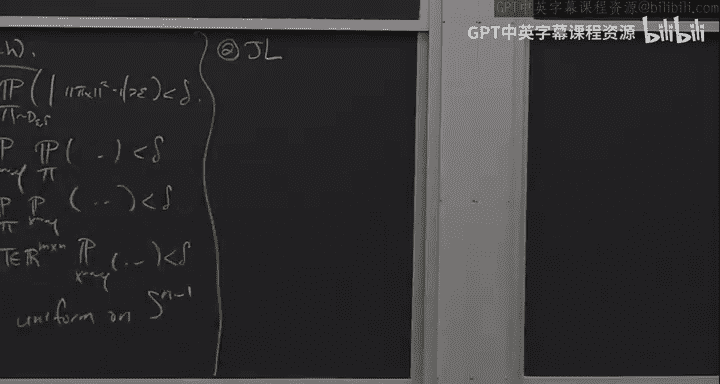 GPT中英字幕课程资源@bilibili.com
GPT中英字幕课程资源 bilibili
② JL
ℙ (| ||Πx||² - 1| > ε) < δ.
Π~D_{ε,δ}
ℙ ℙ (...) < δ
Π
ℙ ℙ (...) < δ
Π
∈ ℝ^{m×n} ℙ (...) < δ
uniform on S^{n-1}